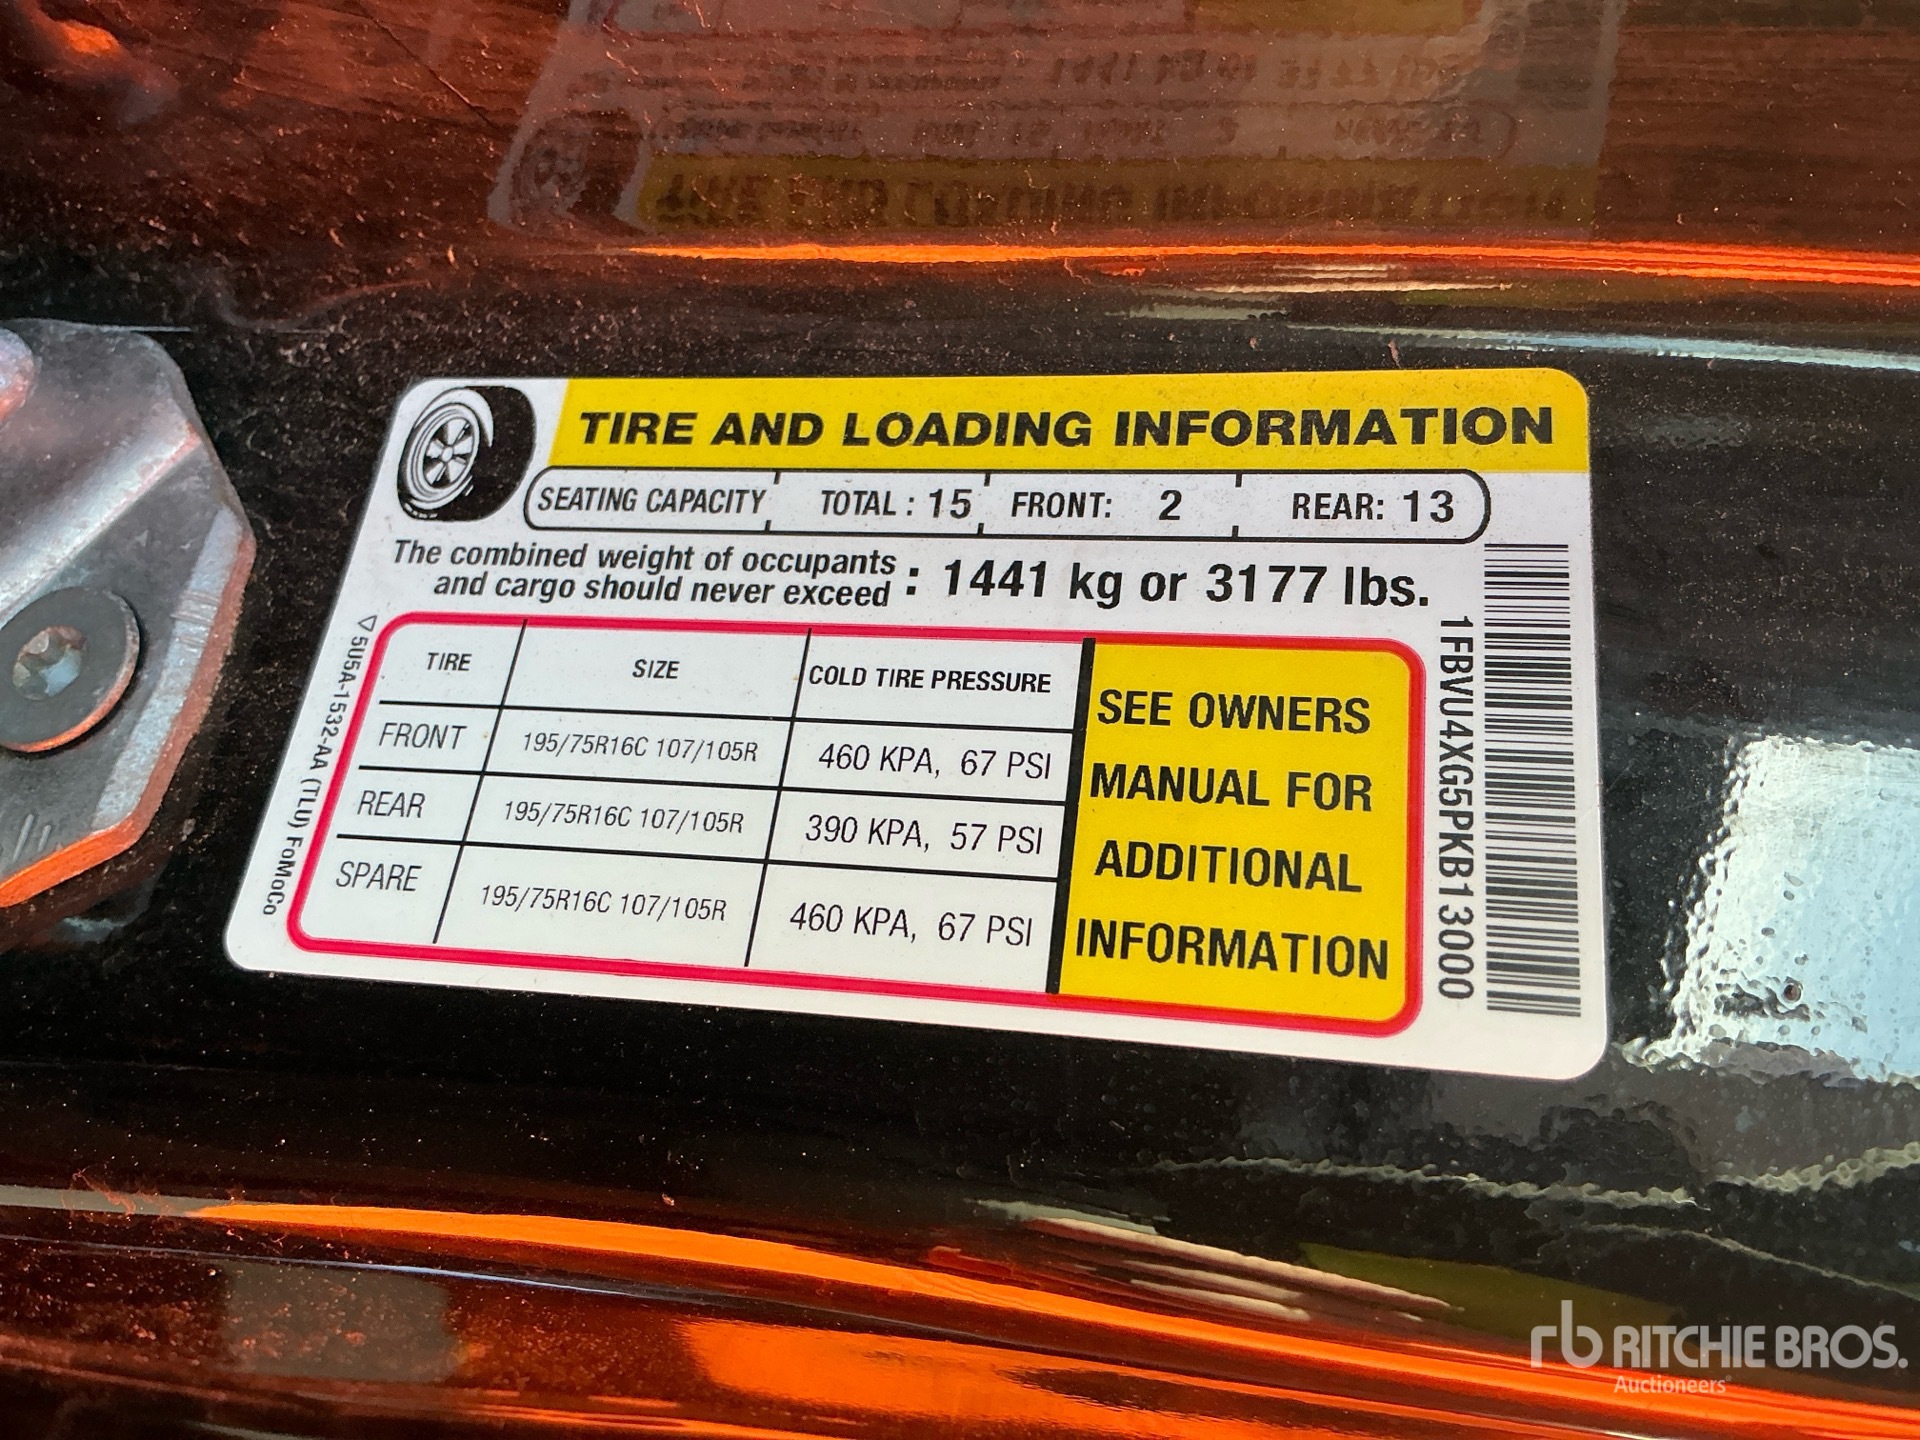 TIRE AND LOADING INFORMATION
SEATING CAPACITY TOTAL : 15 FRONT: 2 REAR: 13
The combined weight of occupants
and cargo should never exceed : 1441 kg or 3177 lbs.
TIRE SIZE COLD TIRE PRESSURE
FRONT 195/75R16C 107/105R 460 KPA, 67 PSI
REAR 195/75R16C 107/105R 390 KPA, 57 PSI
SPARE 195/75R16C 107/105R 460 KPA, 67 PSI
SEE OWNERS
MANUAL FOR
ADDITIONAL
INFORMATION
5U5A-1532-AA (TLU) FoMoCo
1FBVU4XG5PKB13000
rb RITCHIE BROS.
Auctioneers